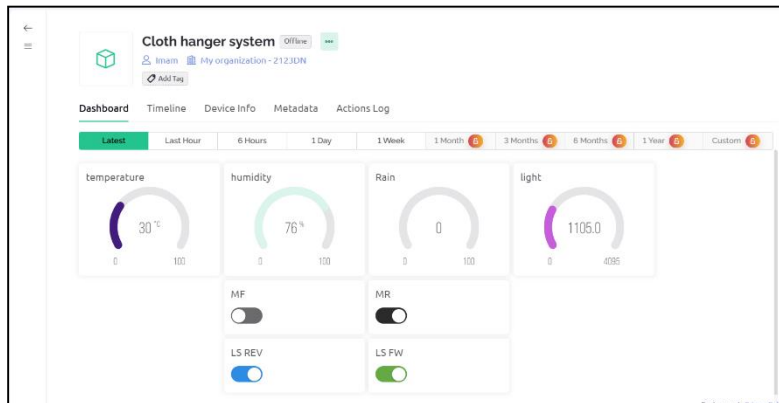 Cloth hanger system Offline
Imam My organization - 2123DN
Add Tag
Dashboard Timeline Device Info Metadata Actions Log
Latest Last Hour 6 Hours 1 Day 1 Week 1 Month 3 Months 6 Months 1 Year Custom
temperature humidity Rain light
30 °C 76 % 0 1105.0
0 100 0 100 0 100 0 4095
MF MR
LS REV LS FW